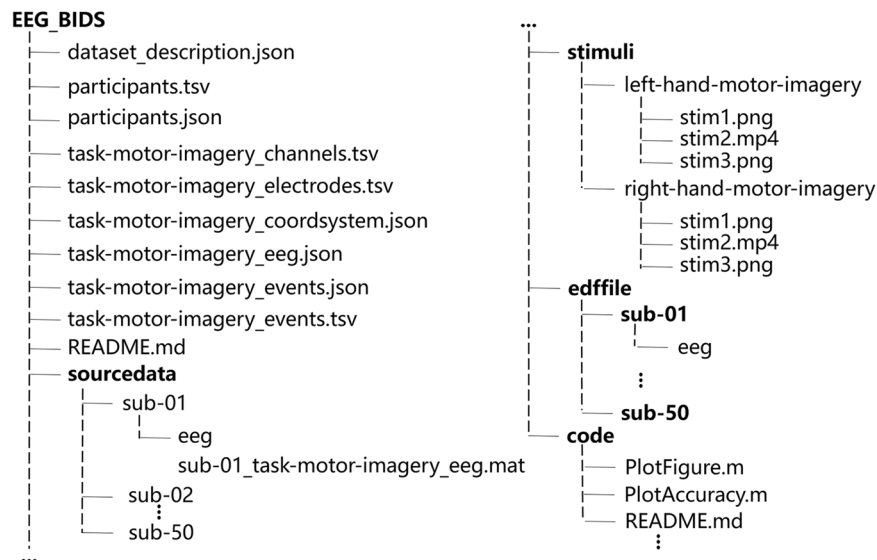 EEG_BIDS
dataset_description.json
participants.tsv
participants.json
task-motor-imagery_channels.tsv
task-motor-imagery_electrodes.tsv
task-motor-imagery_coordsystem.json
task-motor-imagery_eeg.json
task-motor-imagery_events.json
task-motor-imagery_events.tsv
README.md
sourcedata
sub-01
eeg
sub-01_task-motor-imagery_eeg.mat
sub-02
sub-50
...
...
stimuli
left-hand-motor-imagery
stim1.png
stim2.mp4
stim3.png
right-hand-motor-imagery
stim1.png
stim2.mp4
stim3.png
edffile
sub-01
eeg
sub-50
code
PlotFigure.m
PlotAccuracy.m
README.md